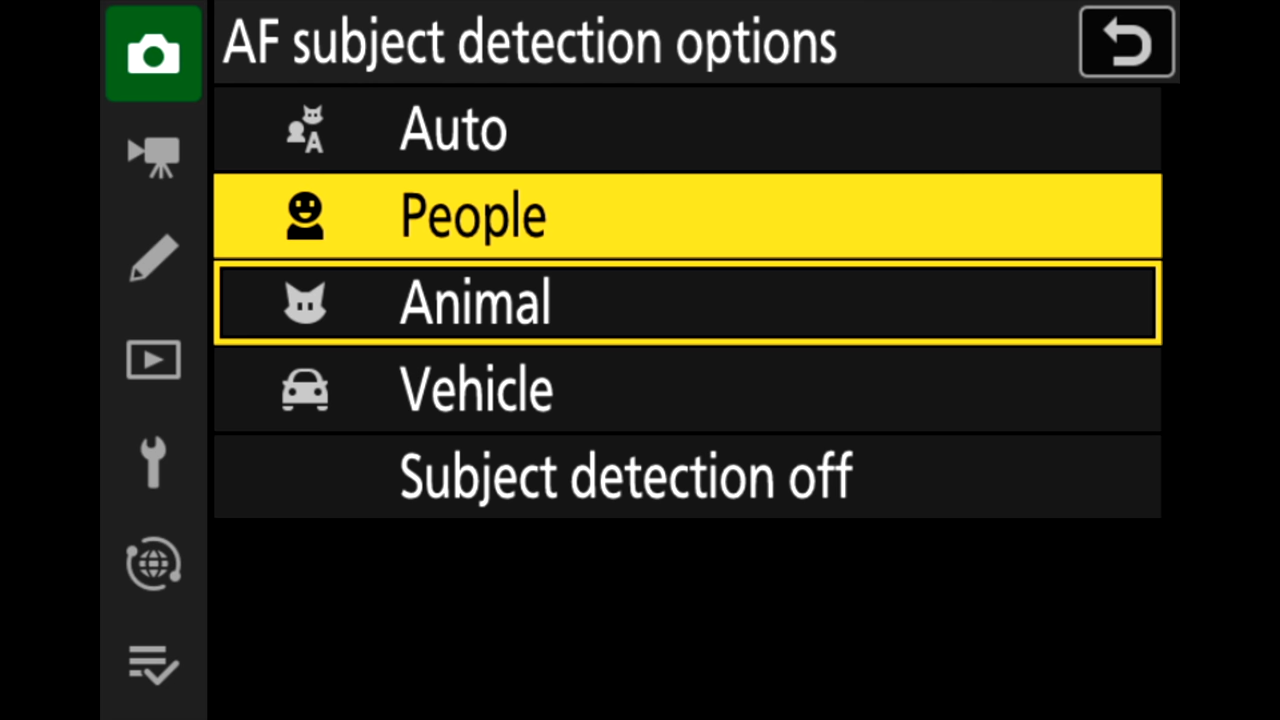 AF subject detection options
Auto
People
Animal
Vehicle
Subject detection off